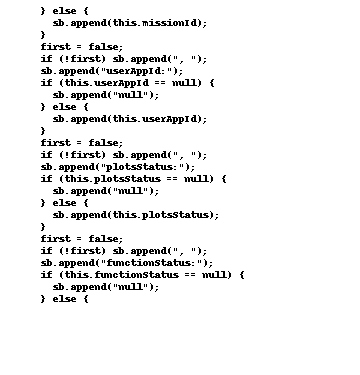 } else {
sb.append(this.missionId);
}
first = false;
if (!first) sb.append(", ");
sb.append("userAppId:");
if (this.userAppId == null) {
sb.append("null");
} else {
sb.append(this.userAppId);
}
first = false;
if (!first) sb.append(", ");
sb.append("plotsStatus:");
if (this.plotsStatus == null) {
sb.append("null");
} else {
sb.append(this.plotsStatus);
}
first = false;
if (!first) sb.append(", ");
sb.append("functionStatus:");
if (this.functionStatus == null) {
sb.append("null");
} else {